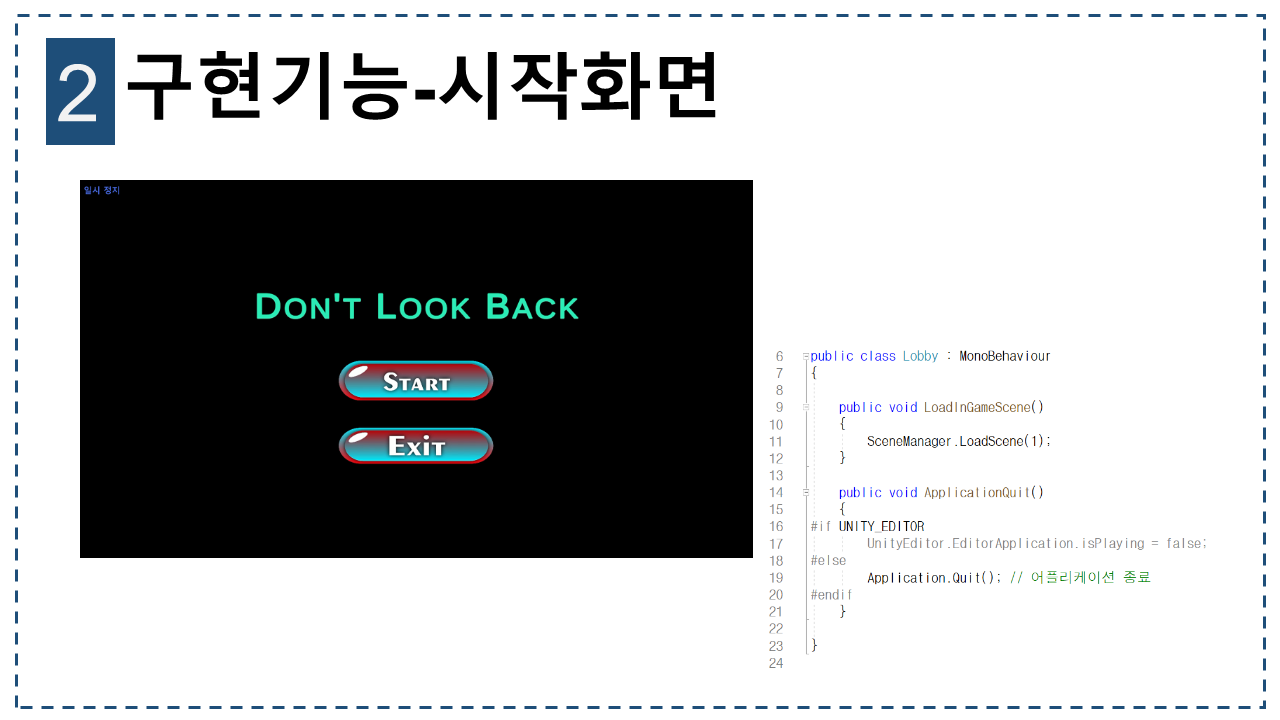 2 구현기능-시작화면
일시 정지
DON'T LOOK BACK
START
EXIT
6 public class Lobby : MonoBehaviour
7 {
8
9 public void LoadInGameScene()
10 {
11 SceneManager.LoadScene(1);
12 }
13
14 public void ApplicationQuit()
15 {
16 #if UNITY_EDITOR
17 UnityEditor.EditorApplication.isPlaying = false;
18 #else
19 Application.Quit(); // 어플리케이션 종료
20 #endif
21 }
22
23 }
24